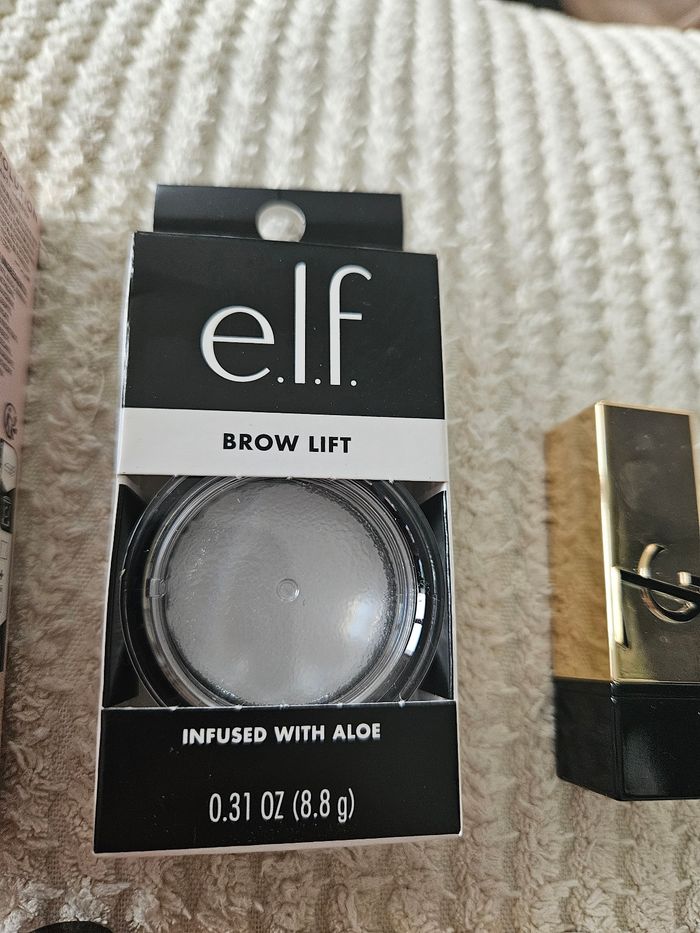 e.l.f.
BROW LIFT
INFUSED WITH ALOE
0.31 OZ (8.8 g)